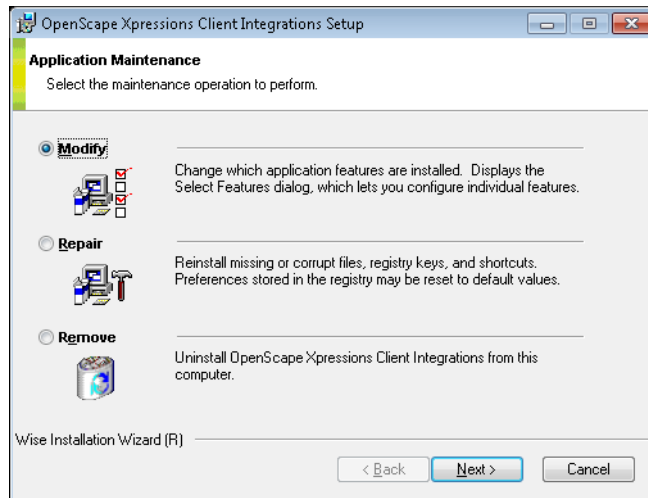 OpenScape Xpressions Client Integrations Setup
Application Maintenance
Select the maintenance operation to perform.
Modify
Change which application features are installed. Displays the
Select Features dialog, which lets you configure individual features.
Repair
Reinstall missing or corrupt files, registry keys, and shortcuts.
Preferences stored in the registry may be reset to default values.
Remove
Uninstall OpenScape Xpressions Client Integrations from this
computer.
Wise Installation Wizard (R)
< Back Next > Cancel